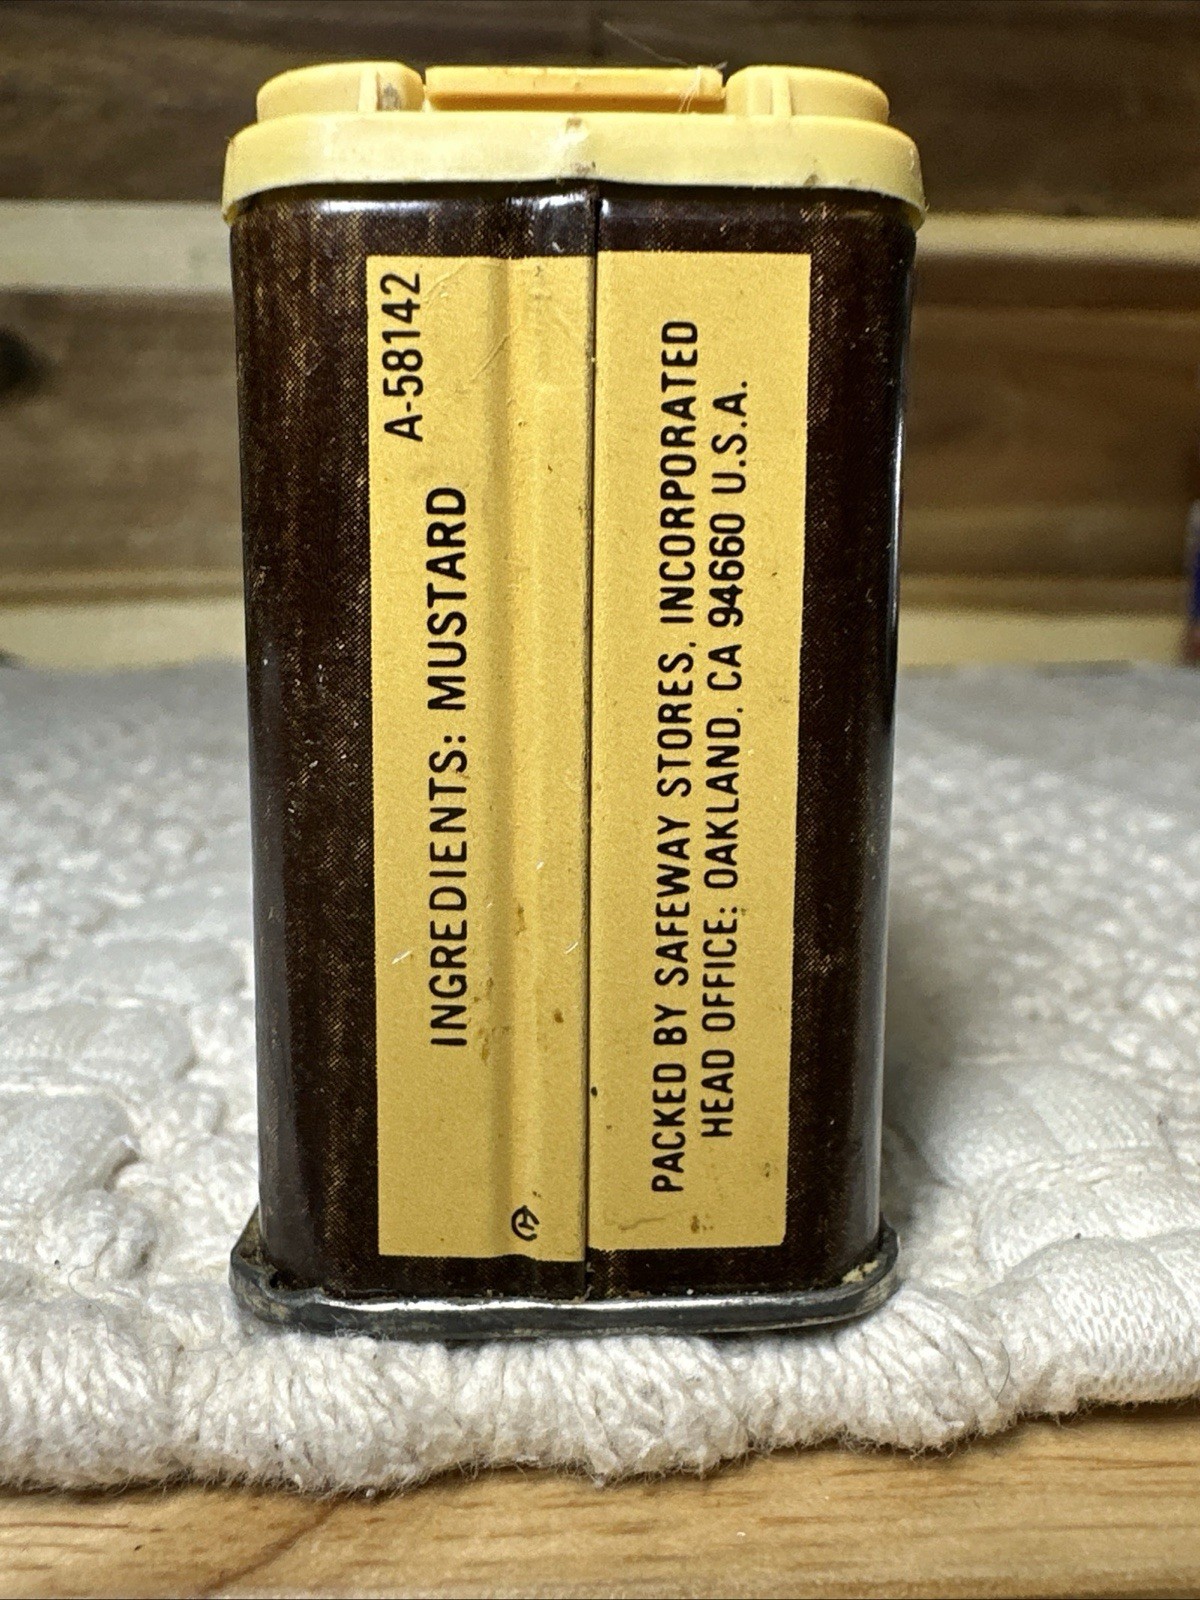 A-58142
INGREDIENTS: MUSTARD
PACKED BY SAFEWAY STORES, INCORPORATED
HEAD OFFICE: OAKLAND, CA 94660 U.S.A.